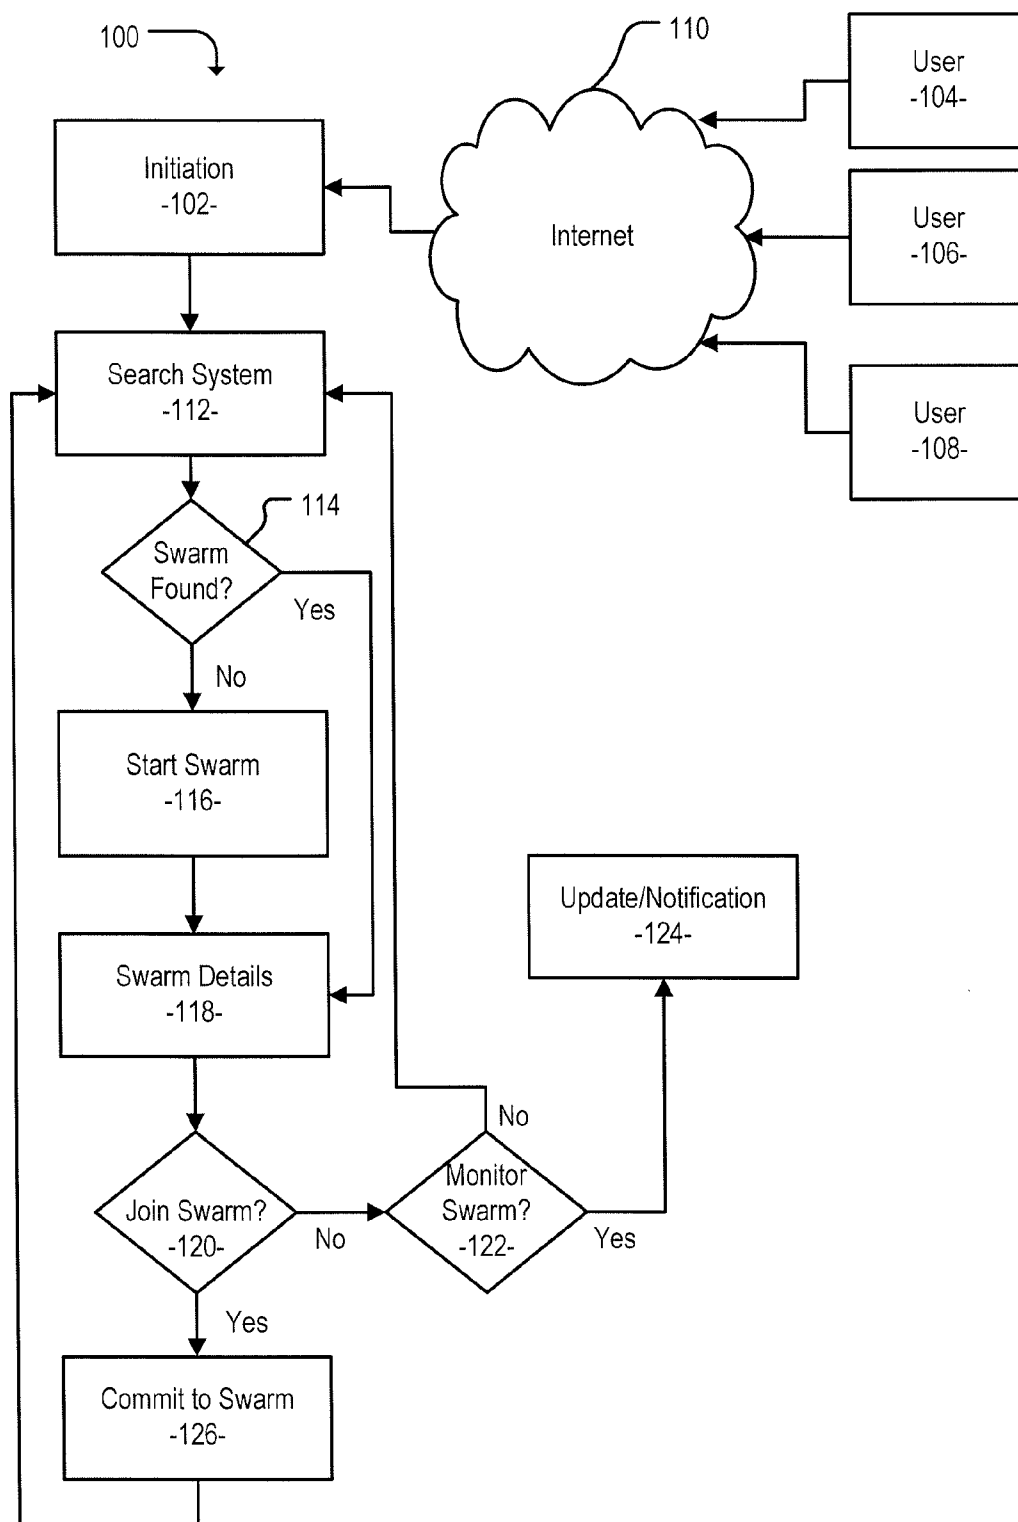 100
110
User
-104-
Initiation
-102-
Internet
User
-106-
Search System
-112-
User
-108-
114
Swarm
Found?
Yes
No
Start Swarm
-116-
Update/Notification
-124-
Swarm Details
-118-
No
Monitor
Swarm?
-122-
Join Swarm?
-120-
No
Yes
Yes
Commit to Swarm
-126-